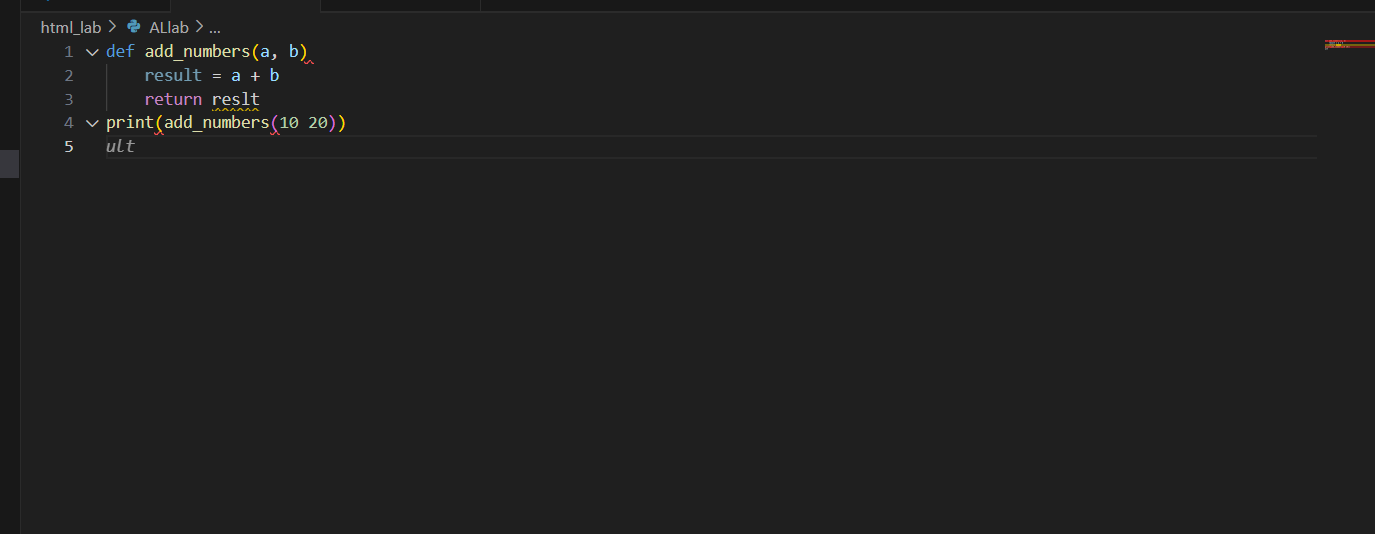 html_lab > ALlab > ...
1 def add_numbers(a, b)
2     result = a + b
3     return reslt
4 print(add_numbers(10 20))
5 ult